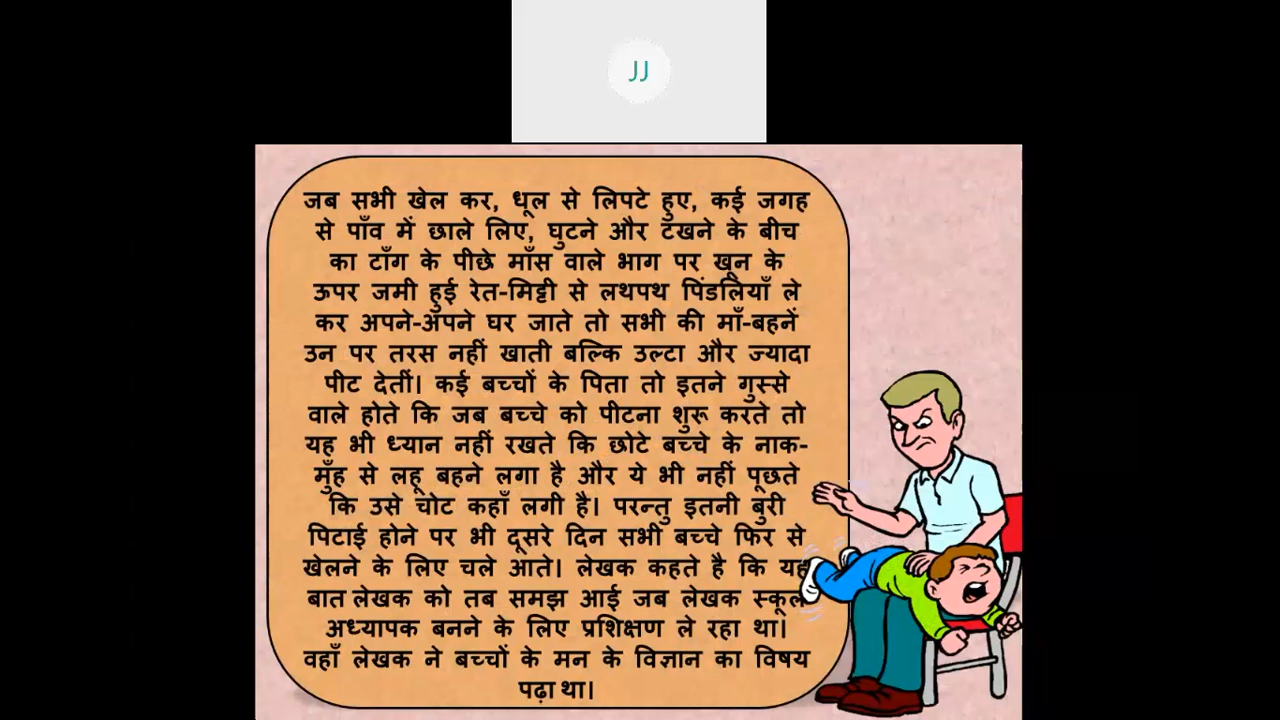 JJ
जब सभी खेल कर, धूल से लिपटे हुए, कई जगह
से पाँव में छाले लिए, घुटने और टखने के बीच
का टाँग के पीछे माँस वाले भाग पर खून के
ऊपर जमी हुई रेत-मिट्टी से लथपथ पिंडलियाँ ले
कर अपने-अपने घर जाते तो सभी की माँ-बहनें
उन पर तरस नहीं खाती बल्कि उल्टा और ज्यादा
पीट देतीं। कई बच्चों के पिता तो इतने गुस्से
वाले होते कि जब बच्चे को पीटना शुरू करते तो
यह भी ध्यान नहीं रखते कि छोटे बच्चे के नाक-
मुँह से लहू बहने लगा है और ये भी नहीं पूछते
कि उसे चोट कहाँ लगी है। परन्तु इतनी बुरी
पिटाई होने पर भी दूसरे दिन सभी बच्चे फिर से
खेलने के लिए चले आते। लेखक कहते है कि यह
बात लेखक को तब समझ आई जब लेखक स्कूल
अध्यापक बनने के लिए प्रशिक्षण ले रहा था।
वहाँ लेखक ने बच्चों के मन के विज्ञान का विषय
पढ़ा था।